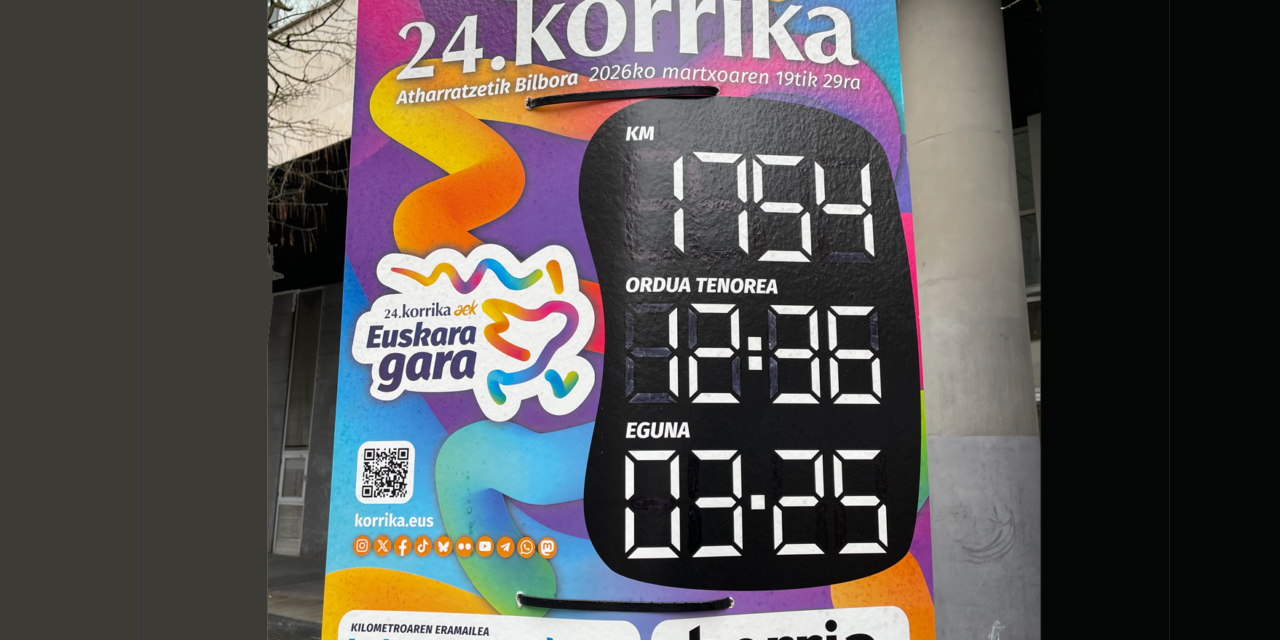 24.korrika
Atharratzetik Bilbora 2026ko martxoaren 19tik 29ra
KM
1754
ORDUA TENOREA
12:36
EGUNA
03·25
24.korrika aek
Euskara
gara
korrika.eus
KILOMETROAREN ERAMAILEA